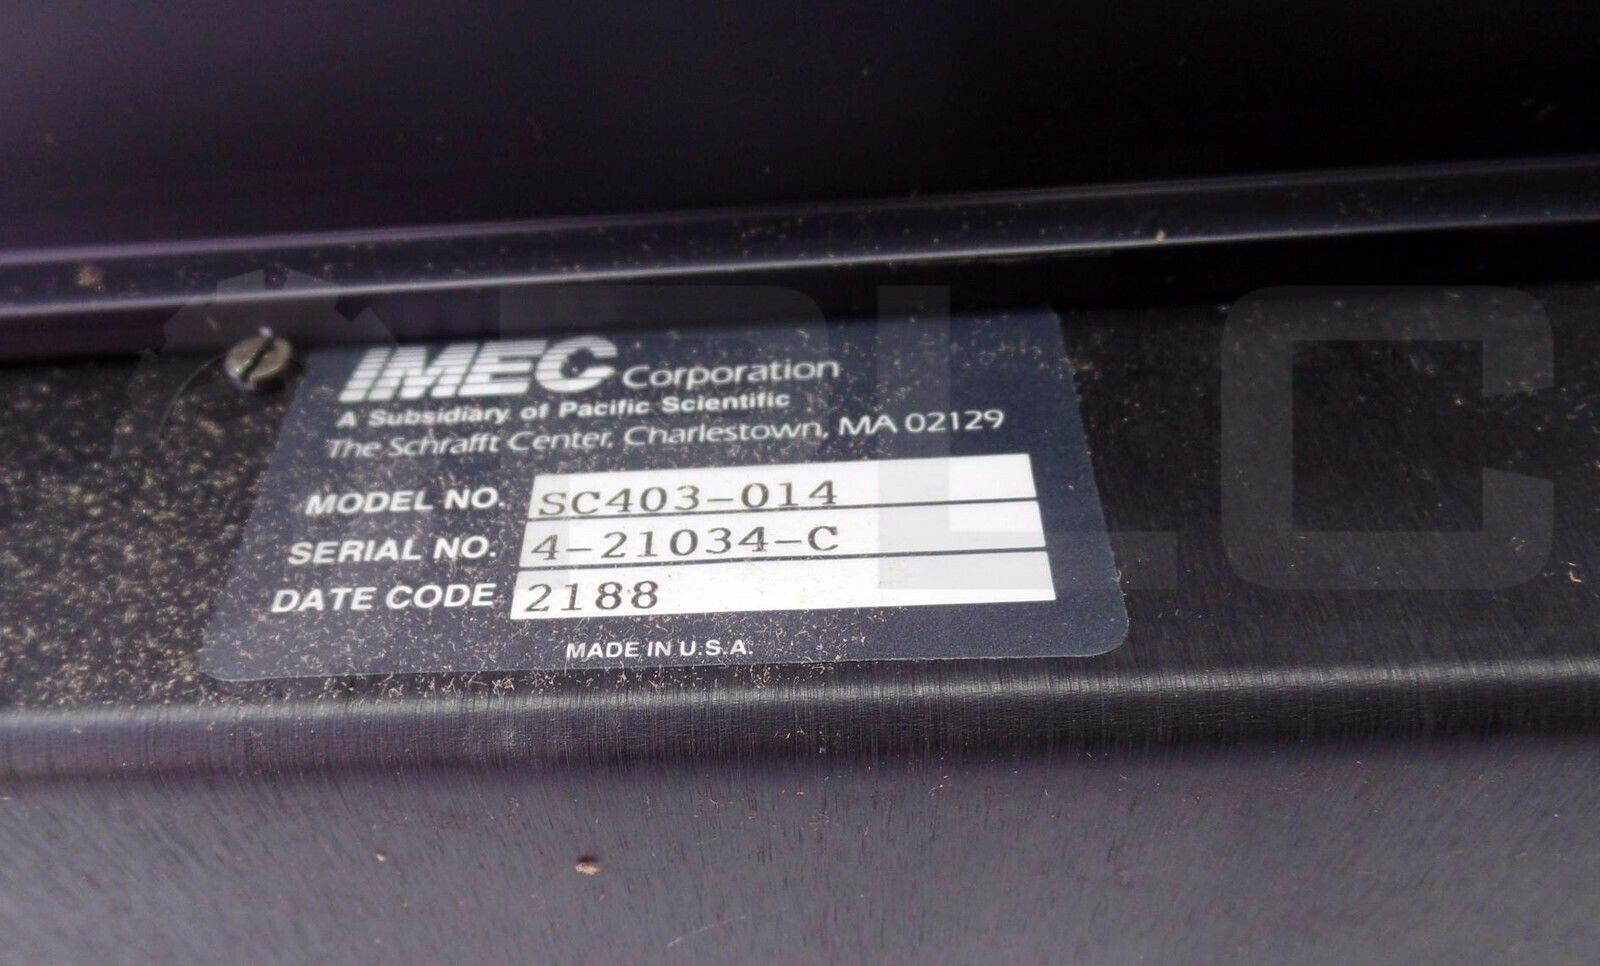 IMEC Corporation
A Subsidiary of Pacific Scientific
The Schrafft Center, Charlestown, MA 02129
MODEL NO. SC403-014
SERIAL NO. 4-21034-C
DATE CODE 2188
MADE IN U.S.A.
PLC